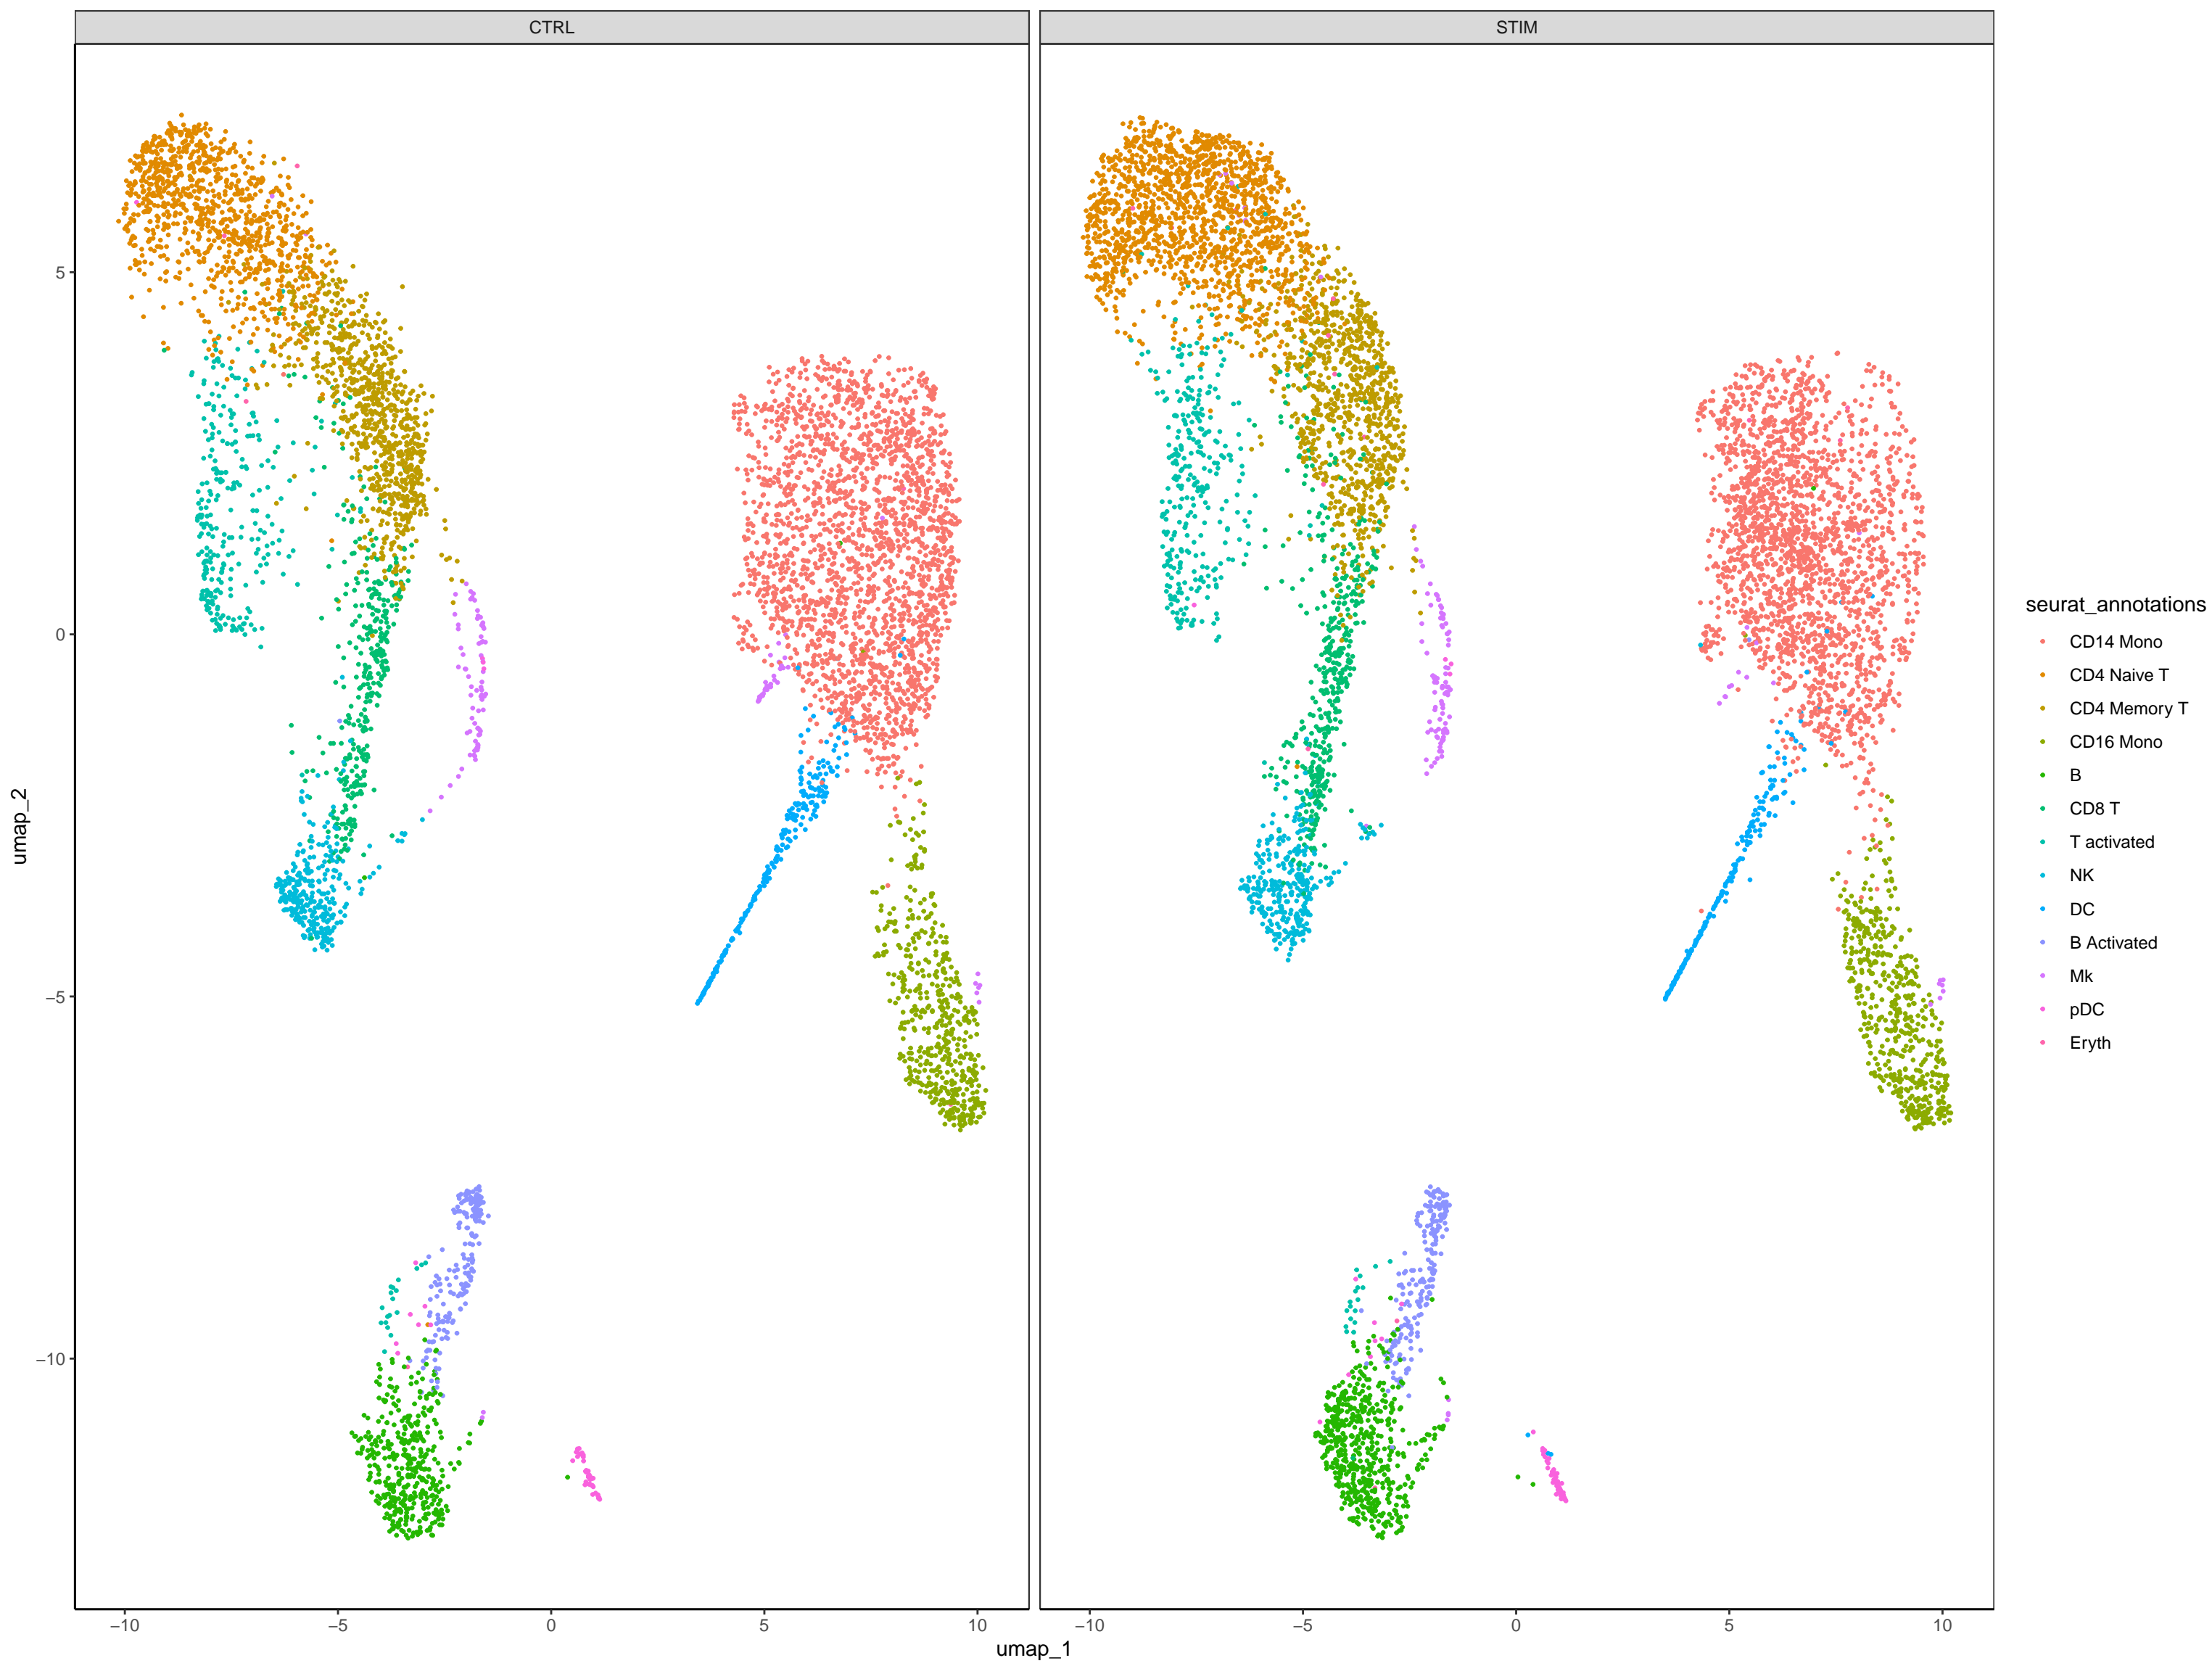 CTRL
STIM
5
0
−5
−10
umap_2
−10
−5
0
5
10
−10
−5
0
5
10
umap_1
seurat_annotations
CD14 Mono
CD4 Naive T
CD4 Memory T
CD16 Mono
B
CD8 T
T activated
NK
DC
B Activated
Mk
pDC
Eryth